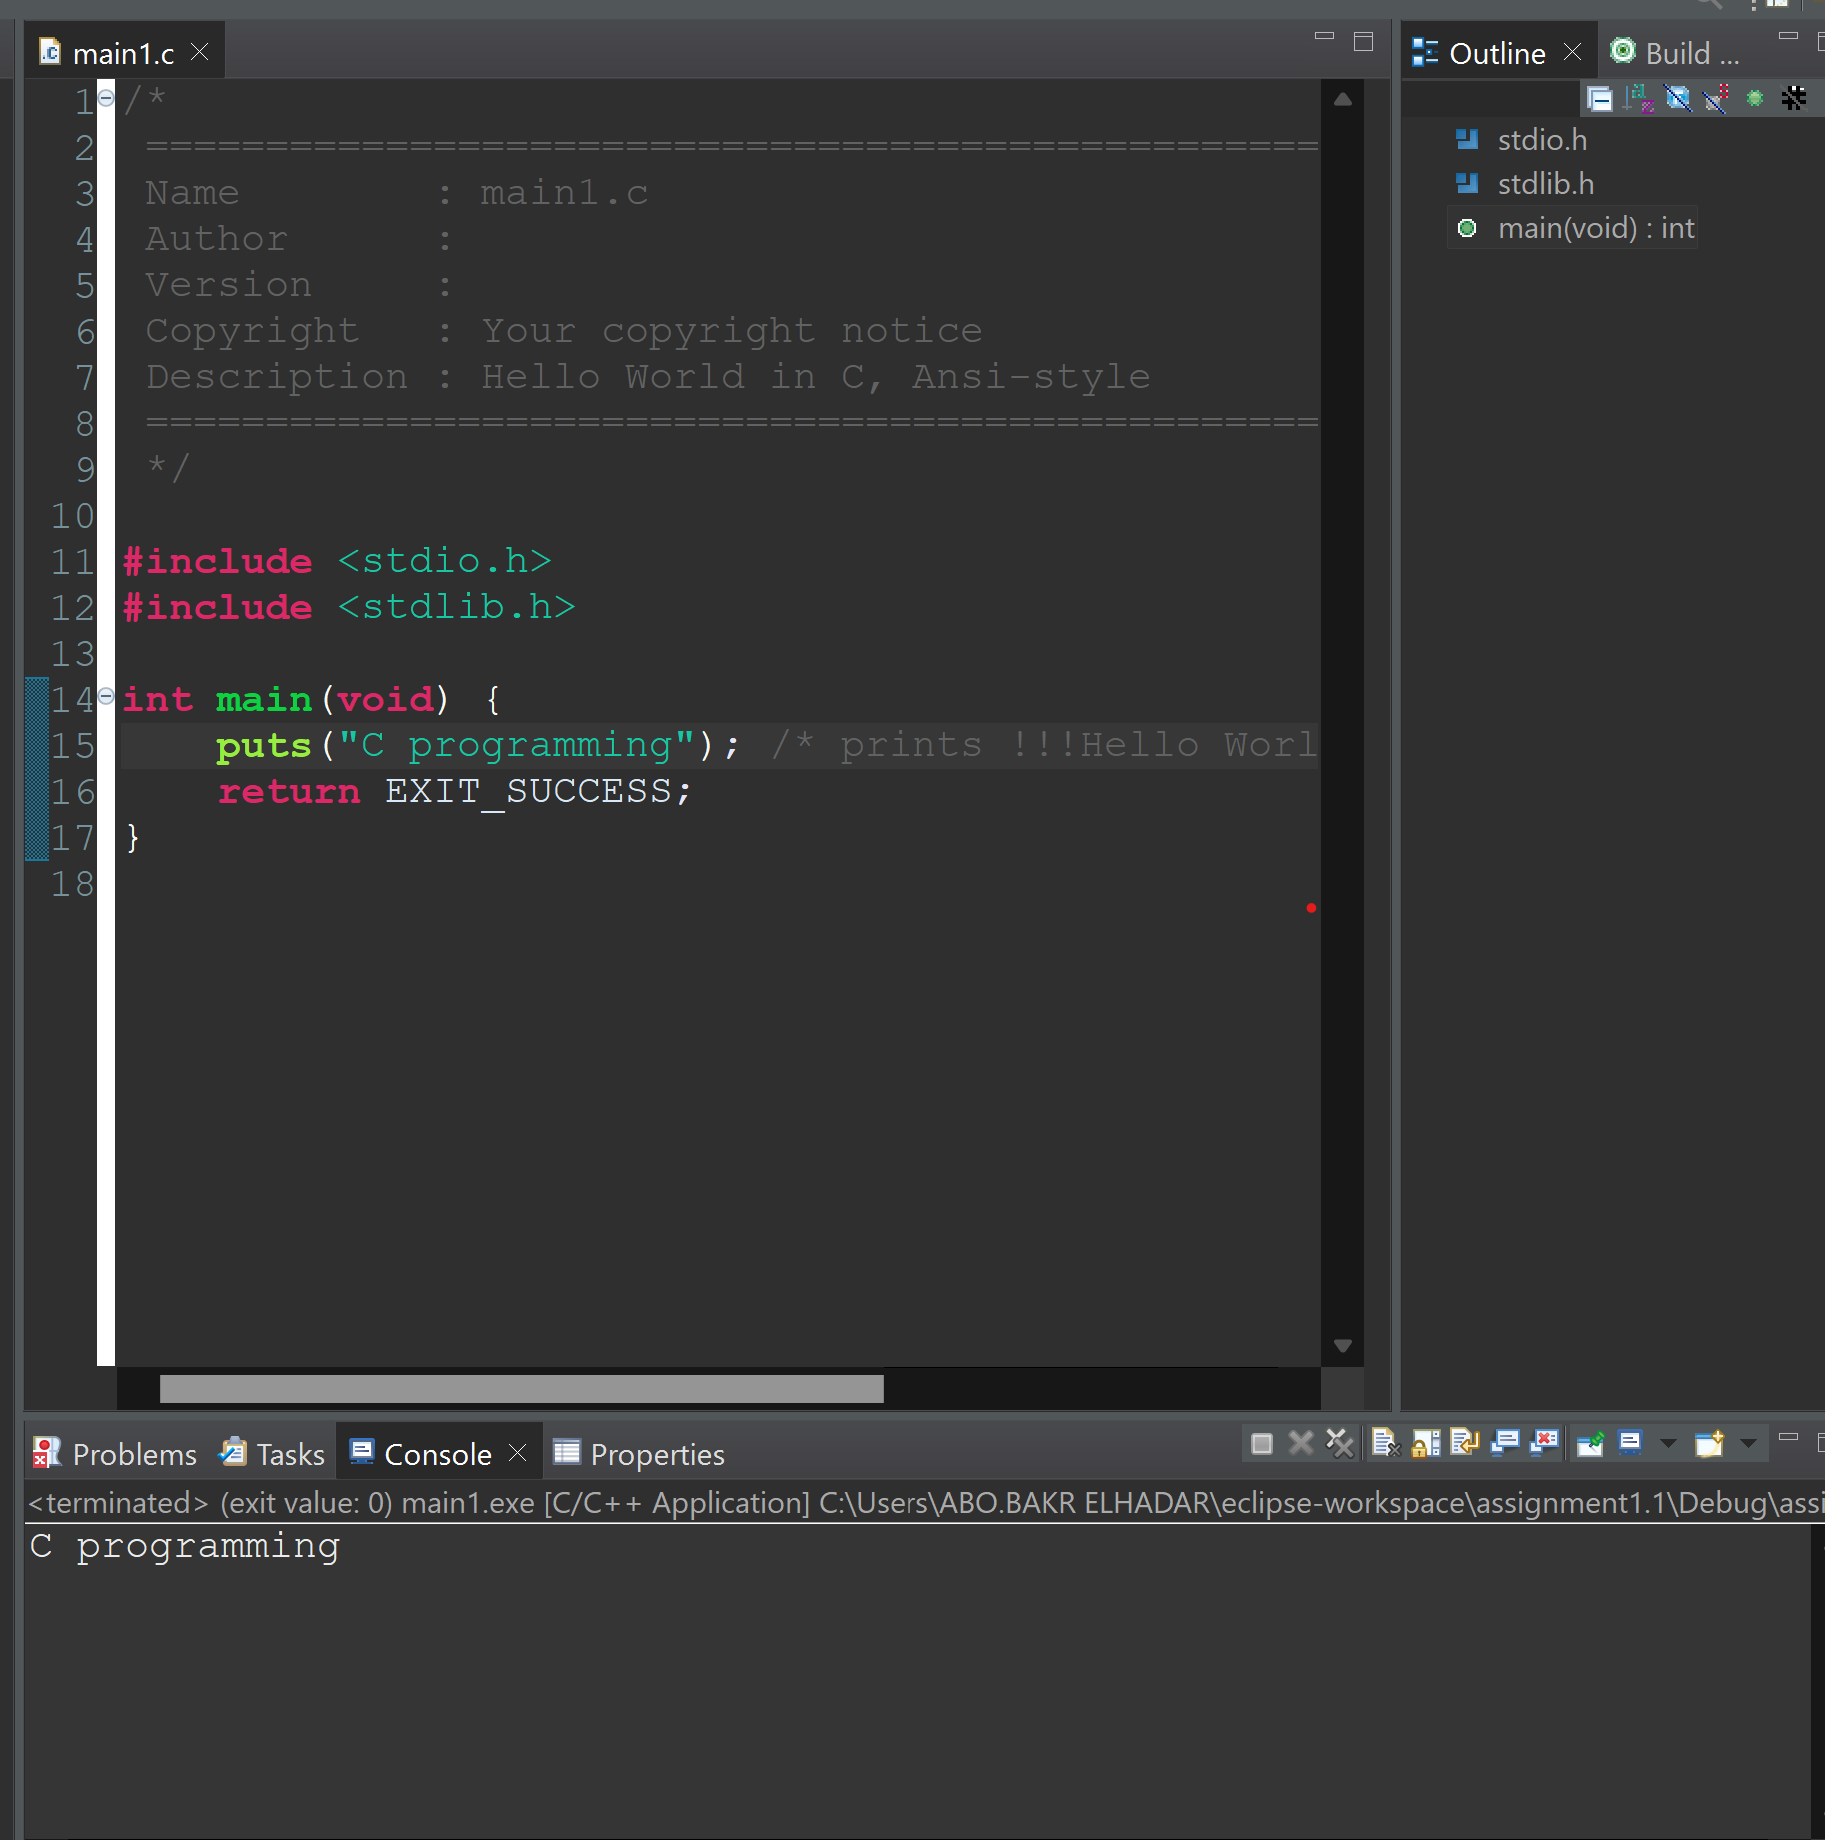 main1.c
1 /*
2 =================================================
3 Name : main1.c
4 Author :
5 Version :
6 Copyright : Your copyright notice
7 Description : Hello World in C, Ansi-style
8 =================================================
9 */
10
11 #include <stdio.h>
12 #include <stdlib.h>
13
14 int main(void) {
15 puts("C programming"); /* prints !!!Hello Worl
16 return EXIT_SUCCESS;
17 }
18
Outline Build ...
stdio.h
stdlib.h
main(void) : int
Problems Tasks Console Properties
<terminated> (exit value: 0) main1.exe [C/C++ Application] C:\Users\ABO.BAKR ELHADAR\eclipse-workspace\assignment1.1\Debug\assi
C programming